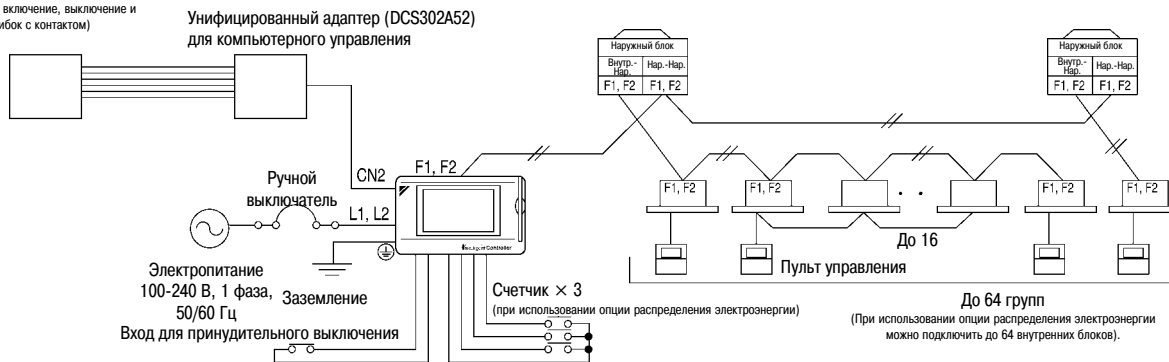 включение, выключение и
ибок с контактом)
Унифицированный адаптер (DCS302A52)
для компьютерного управления
Наружный блок
Внутр.-Нар.
Нар.-Нар.
F1, F2
F1, F2
Наружный блок
Внутр.-Нар.
Нар.-Нар.
F1, F2
F1, F2
CN2
F1, F2
Ручной
выключатель
L1, L2
F1, F2
F1, F2
F1, F2
F1, F2
До 16
Пульт управления
Электропитание
100-240 В, 1 фаза,
50/60 Гц
Заземление
Вход для принудительного выключения
Счетчик × 3
(при использовании опции распределения электроэнергии)
До 64 групп
(При использовании опции распределения электроэнергии
можно подключить до 64 внутренних блоков).